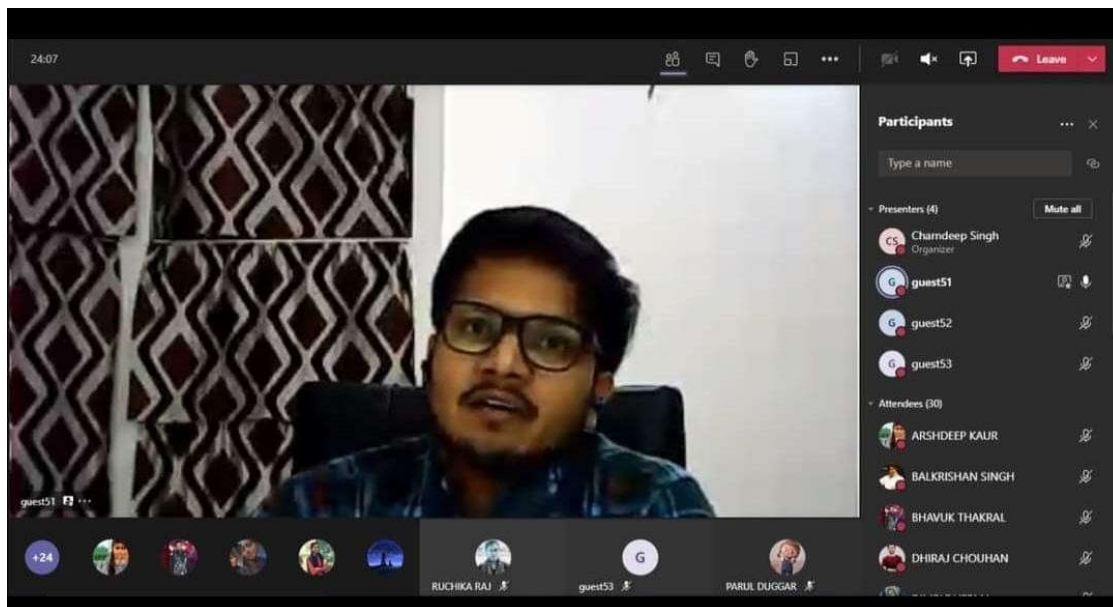 24:07
Leave
Participants
Type a name
Presenters (4)
Mute all
CS
Charndeep Singh
Organizer
G
guest51
G
guest52
G
guest53
Attendees (30)
ARSHDEEP KAUR
BALKRISHAN SINGH
BHAVUK THAKRAL
DHIRAJ CHOUHAN
guest51
+24
RUCHIKA RAJ
G
guest53
PARUL DUGGAR